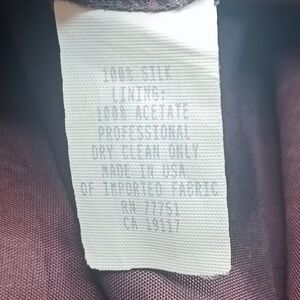 100% SILK
LINING:
100% ACETATE
PROFESSIONAL
DRY CLEAN ONLY
MADE IN USA
OF IMPORTED FABRIC
RN 77751
CA 19117